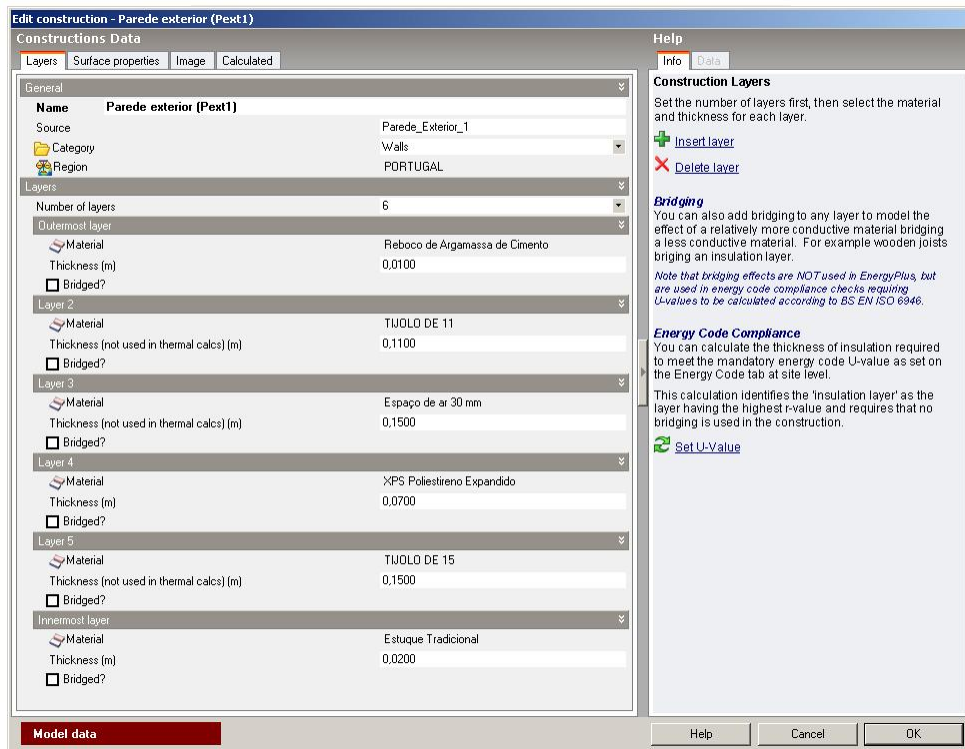 Edit construction - Parede exterior (Pext1)
Constructions Data
Layers Surface properties Image Calculated
General
Name Parede exterior (Pext1)
Source Parede_Exterior_1
Category Walls
Region PORTUGAL
Layers
Number of layers 6
Outermost layer
Material Reboco de Argamassa de Cimento
Thickness (m) 0,0100
Bridged?
Layer 2
Material TIJOLO DE 11
Thickness (not used in thermal calcs) (m) 0,1100
Bridged?
Layer 3
Material Espaço de ar 30 mm
Thickness (not used in thermal calcs) (m) 0,1500
Bridged?
Layer 4
Material XPS Poliestireno Expandido
Thickness (m) 0,0700
Bridged?
Layer 5
Material TIJOLO DE 15
Thickness (not used in thermal calcs) (m) 0,1500
Bridged?
Innermost layer
Material Estuque Tradicional
Thickness (m) 0,0200
Bridged?
Model data
Help
Info Data
Construction Layers
Set the number of layers first, then select the material
and thickness for each layer.
Insert layer
Delete layer
Bridging
You can also add bridging to any layer to model the
effect of a relatively more conductive material bridging
a less conductive material. For example wooden joists
briging an insulation layer.
Note that bridging effects are NOT used in EnergyPlus, but
are used in energy code compliance checks requiring
U-values to be calculated according to BS EN ISO 6946.
Energy Code Compliance
You can calculate the thickness of insulation required
to meet the mandatory energy code U-value as set on
the Energy Code tab at site level.
This calculation identifies the 'insulation layer' as the
layer having the highest r-value and requires that no
bridging is used in the construction.
Set U-Value
Help Cancel OK